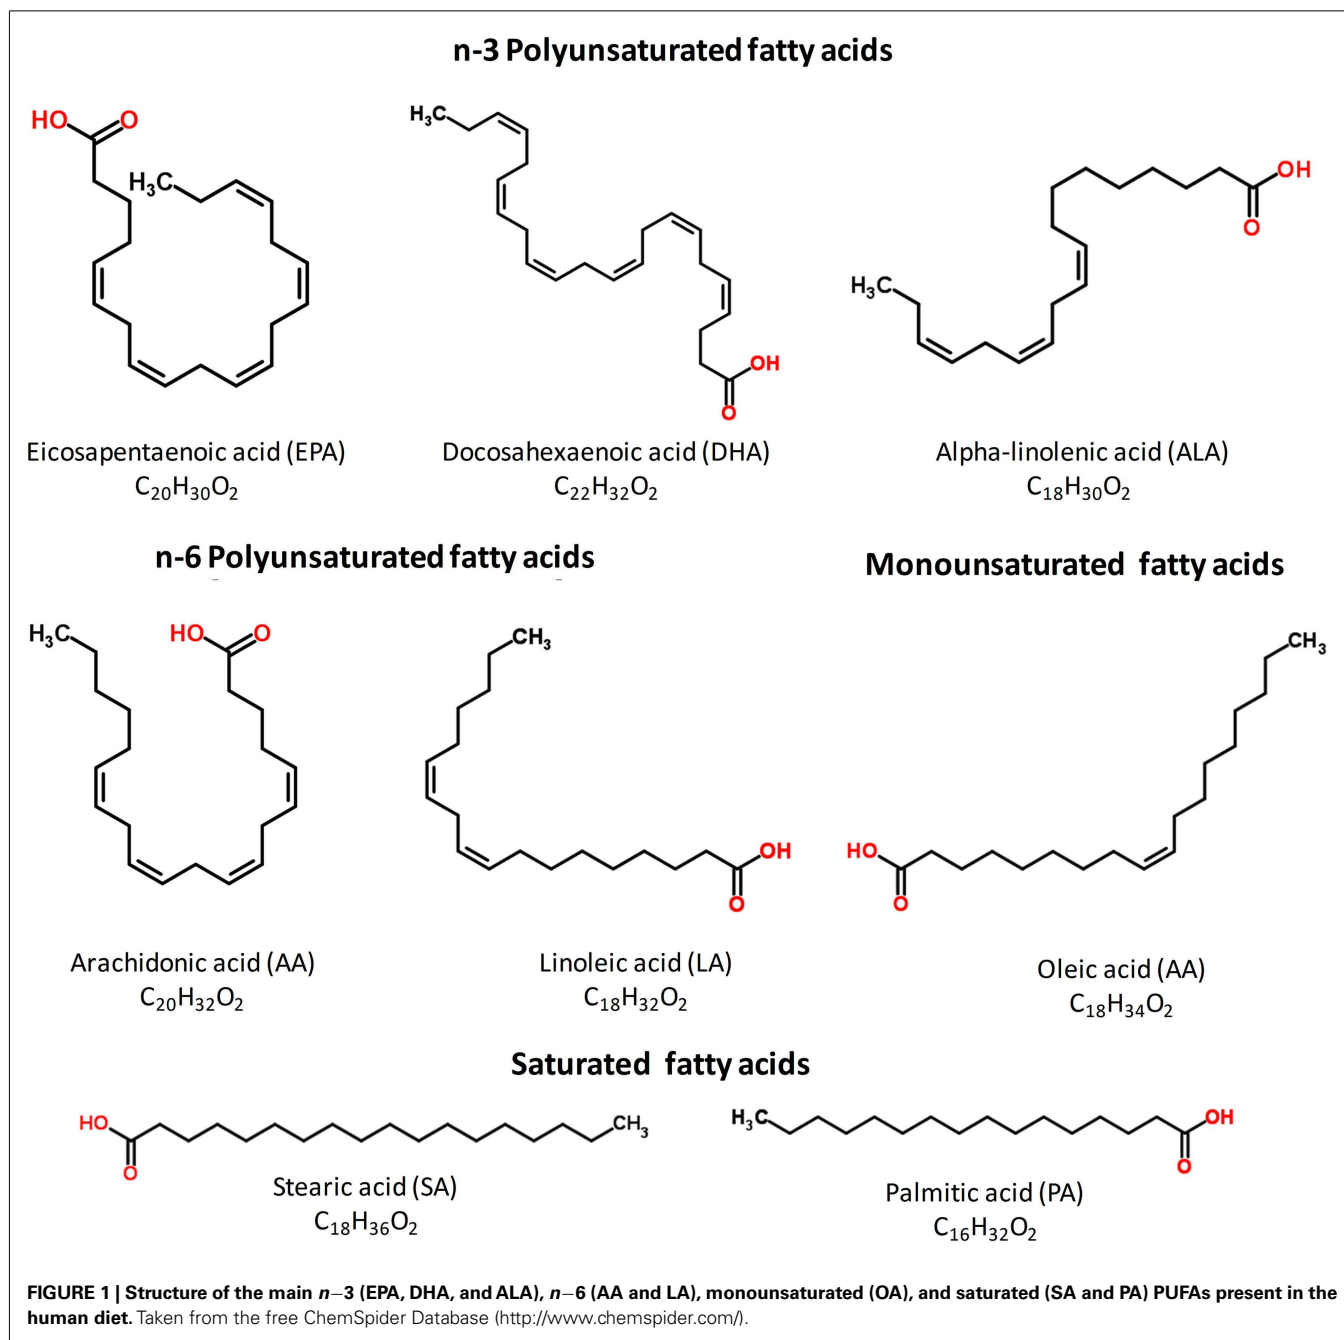 n-3 Polyunsaturated fatty acids
HO O
H₃C
H₃C
OH
O
OH
O
H₃C
Eicosapentaenoic acid (EPA)
C₂₀H₃₀O₂
Docosahexaenoic acid (DHA)
C₂₂H₃₂O₂
Alpha-linolenic acid (ALA)
C₁₈H₃₀O₂
n-6 Polyunsaturated fatty acids
Monounsaturated fatty acids
H₃C
HO O
CH₃
OH
O
CH₃
HO
O
Arachidonic acid (AA)
C₂₀H₃₂O₂
Linoleic acid (LA)
C₁₈H₃₂O₂
Oleic acid (AA)
C₁₈H₃₄O₂
Saturated fatty acids
HO
O
CH₃
H₃C
OH
O
Stearic acid (SA)
C₁₈H₃₆O₂
Palmitic acid (PA)
C₁₆H₃₂O₂
FIGURE 1 | Structure of the main n−3 (EPA, DHA, and ALA), n−6 (AA and LA), monounsaturated (OA), and saturated (SA and PA) PUFAs present in the
human diet. Taken from the free ChemSpider Database (http://www.chemspider.com/).